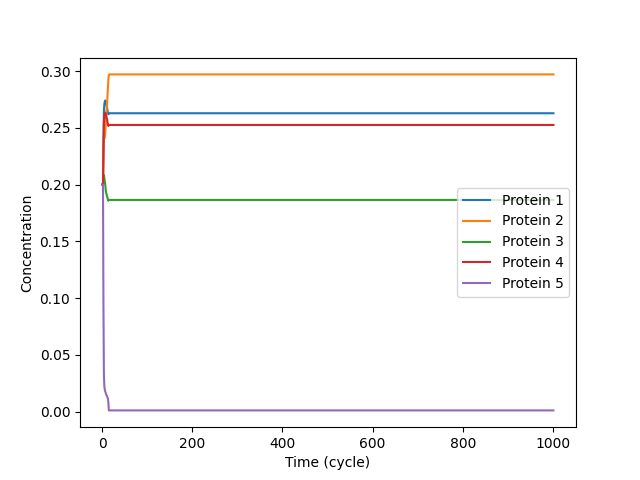 0.30
0.25
0.20
0.15
0.10
0.05
0.00
Concentration
0 200 400 600 800 1000
Time (cycle)
Protein 1
Protein 2
Protein 3
Protein 4
Protein 5